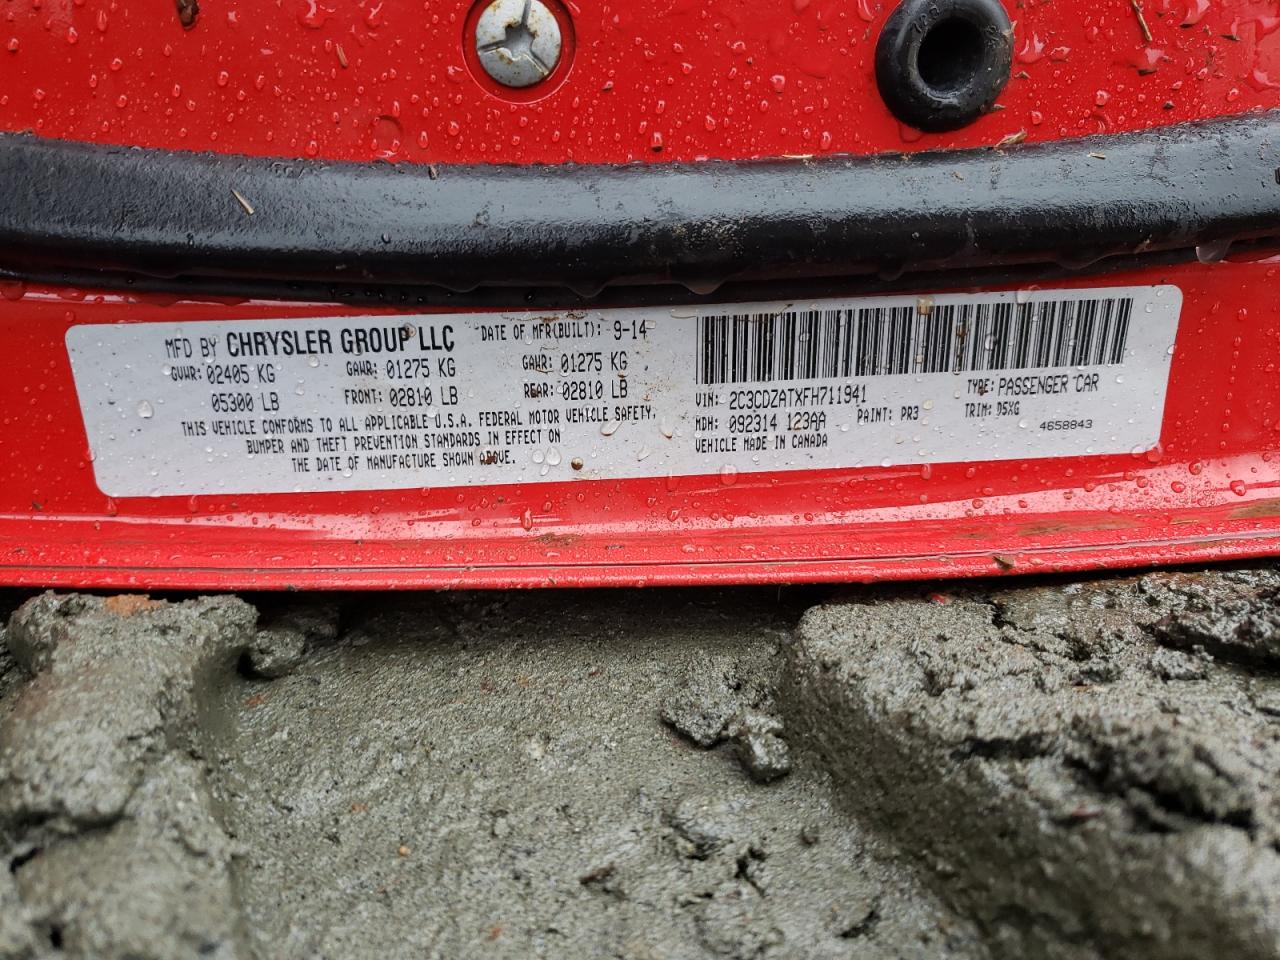 MFD BY CHRYSLER GROUP LLC DATE OF MFR(BUILT): 9-14
GVWR: 02405 KG GAWR: 01275 KG GAWR: 01275 KG
05300 LB FRONT: 02810 LB REAR: 02810 LB
THIS VEHICLE CONFORMS TO ALL APPLICABLE U.S.A. FEDERAL MOTOR VEHICLE SAFETY,
BUMPER AND THEFT PREVENTION STANDARDS IN EFFECT ON
THE DATE OF MANUFACTURE SHOWN ABOVE.
VIN: 2C3CDZATXFH711941 TYPE: PASSENGER CAR
MDH: 092314 123AA PAINT: PR3 TRIM: D5XG
VEHICLE MADE IN CANADA 4658843